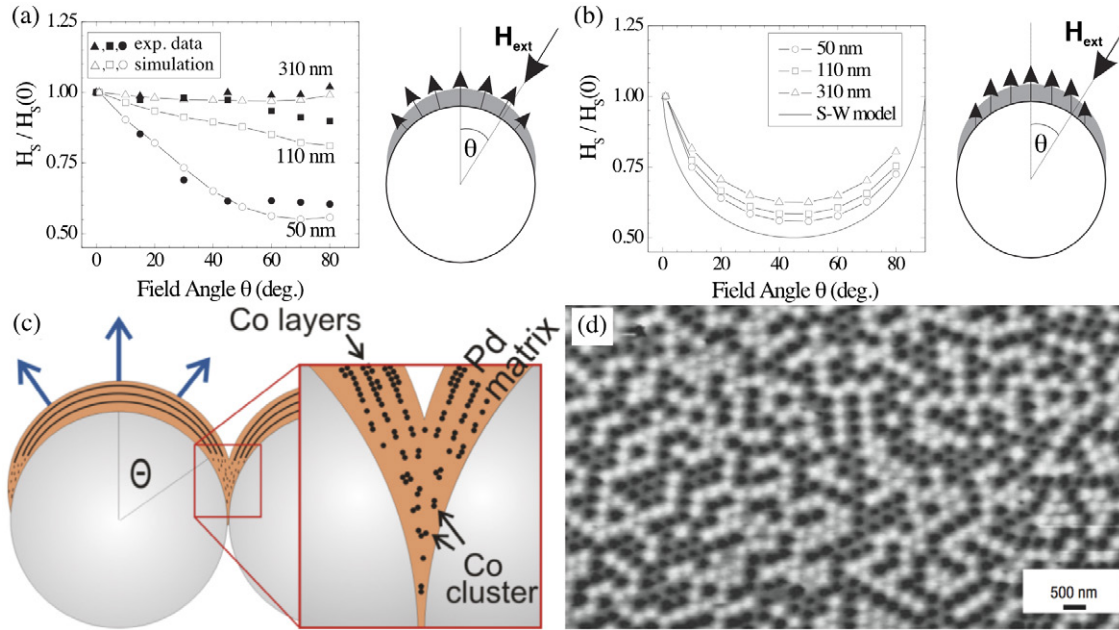 (a)
1.25
1.00
0.75
0.50
H_s / H_s(0)
▲,■,● exp. data
△,□,○ simulation
310 nm
110 nm
50 nm
0 20 40 60 80
Field Angle θ (deg.)
H_ext
θ
(b)
1.25
1.00
0.75
0.50
H_s / H_s(0)
50 nm
110 nm
310 nm
S-W model
0 20 40 60 80
Field Angle θ (deg.)
H_ext
θ
(c)
Co layers
Pd
matrix
Θ
Co
cluster
(d)
500 nm